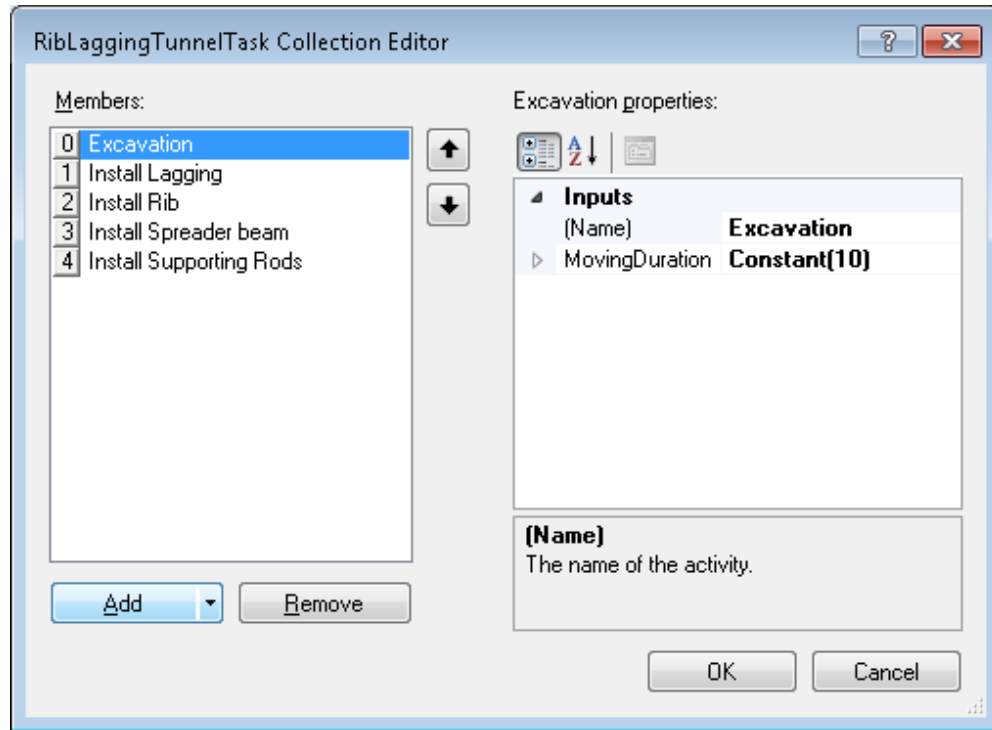 RibLaggingTunnelTask Collection Editor
Members:
Excavation properties:
0 Excavation
1 Install Lagging
2 Install Rib
3 Install Spreader beam
4 Install Supporting Rods
A
Z
Inputs
(Name) Excavation
MovingDuration Constant(10)
(Name)
The name of the activity.
Add
Remove
OK
Cancel